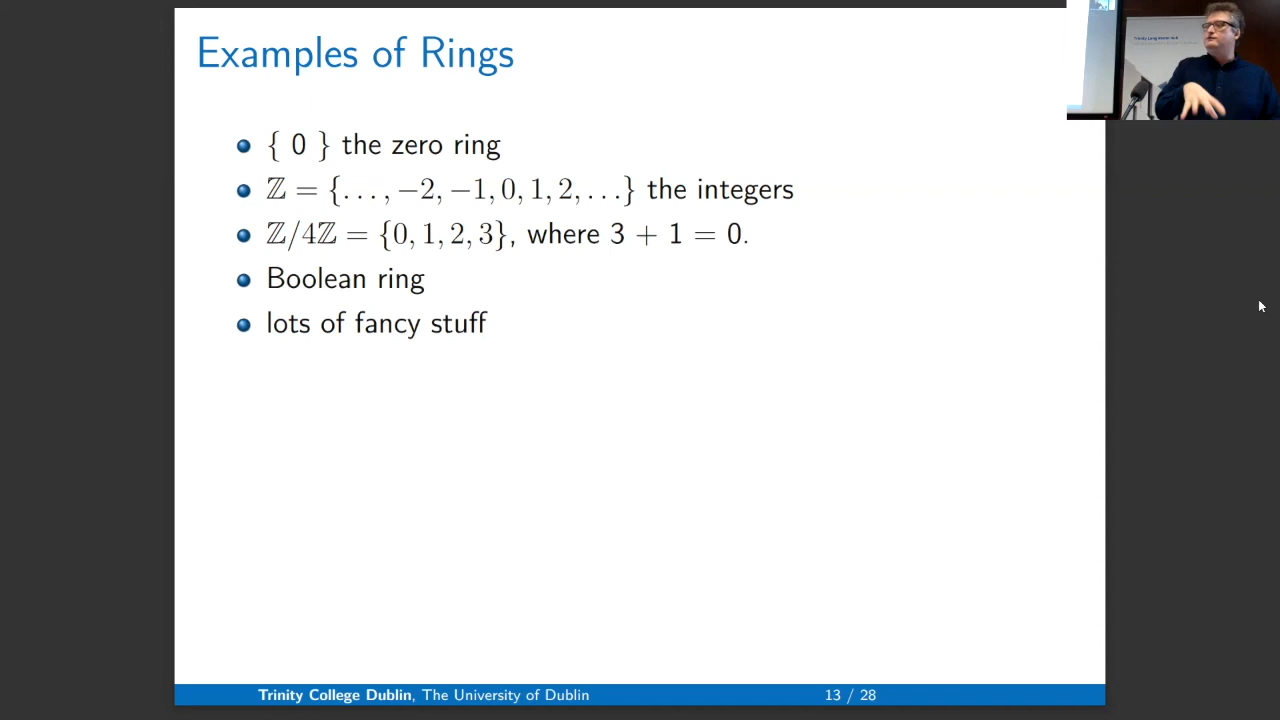 Examples of Rings
{ 0 } the zero ring
ℤ = {…, −2, −1, 0, 1, 2, …} the integers
ℤ/4ℤ = {0, 1, 2, 3}, where 3 + 1 = 0.
Boolean ring
lots of fancy stuff
Trinity College Dublin, The University of Dublin
13 / 28